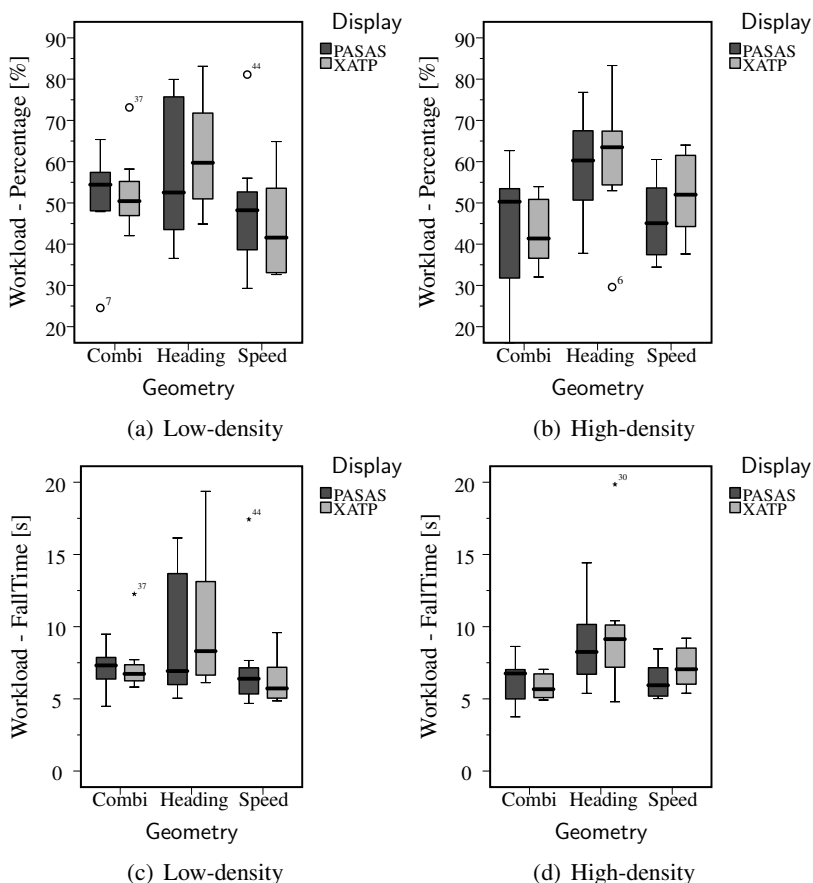 Display
PASAS
XATP
Workload - Percentage [%]
90
80
70
60
50
40
30
20
44
37
7
Combi Heading Speed
Geometry
(a) Low-density
Display
PASAS
XATP
Workload - Percentage [%]
90
80
70
60
50
40
30
20
6
Combi Heading Speed
Geometry
(b) High-density
Display
PASAS
XATP
Workload - FallTime [s]
20
15
10
5
0
44
37
Combi Heading Speed
Geometry
(c) Low-density
Display
PASAS
XATP
Workload - FallTime [s]
20
15
10
5
0
30
Combi Heading Speed
Geometry
(d) High-density